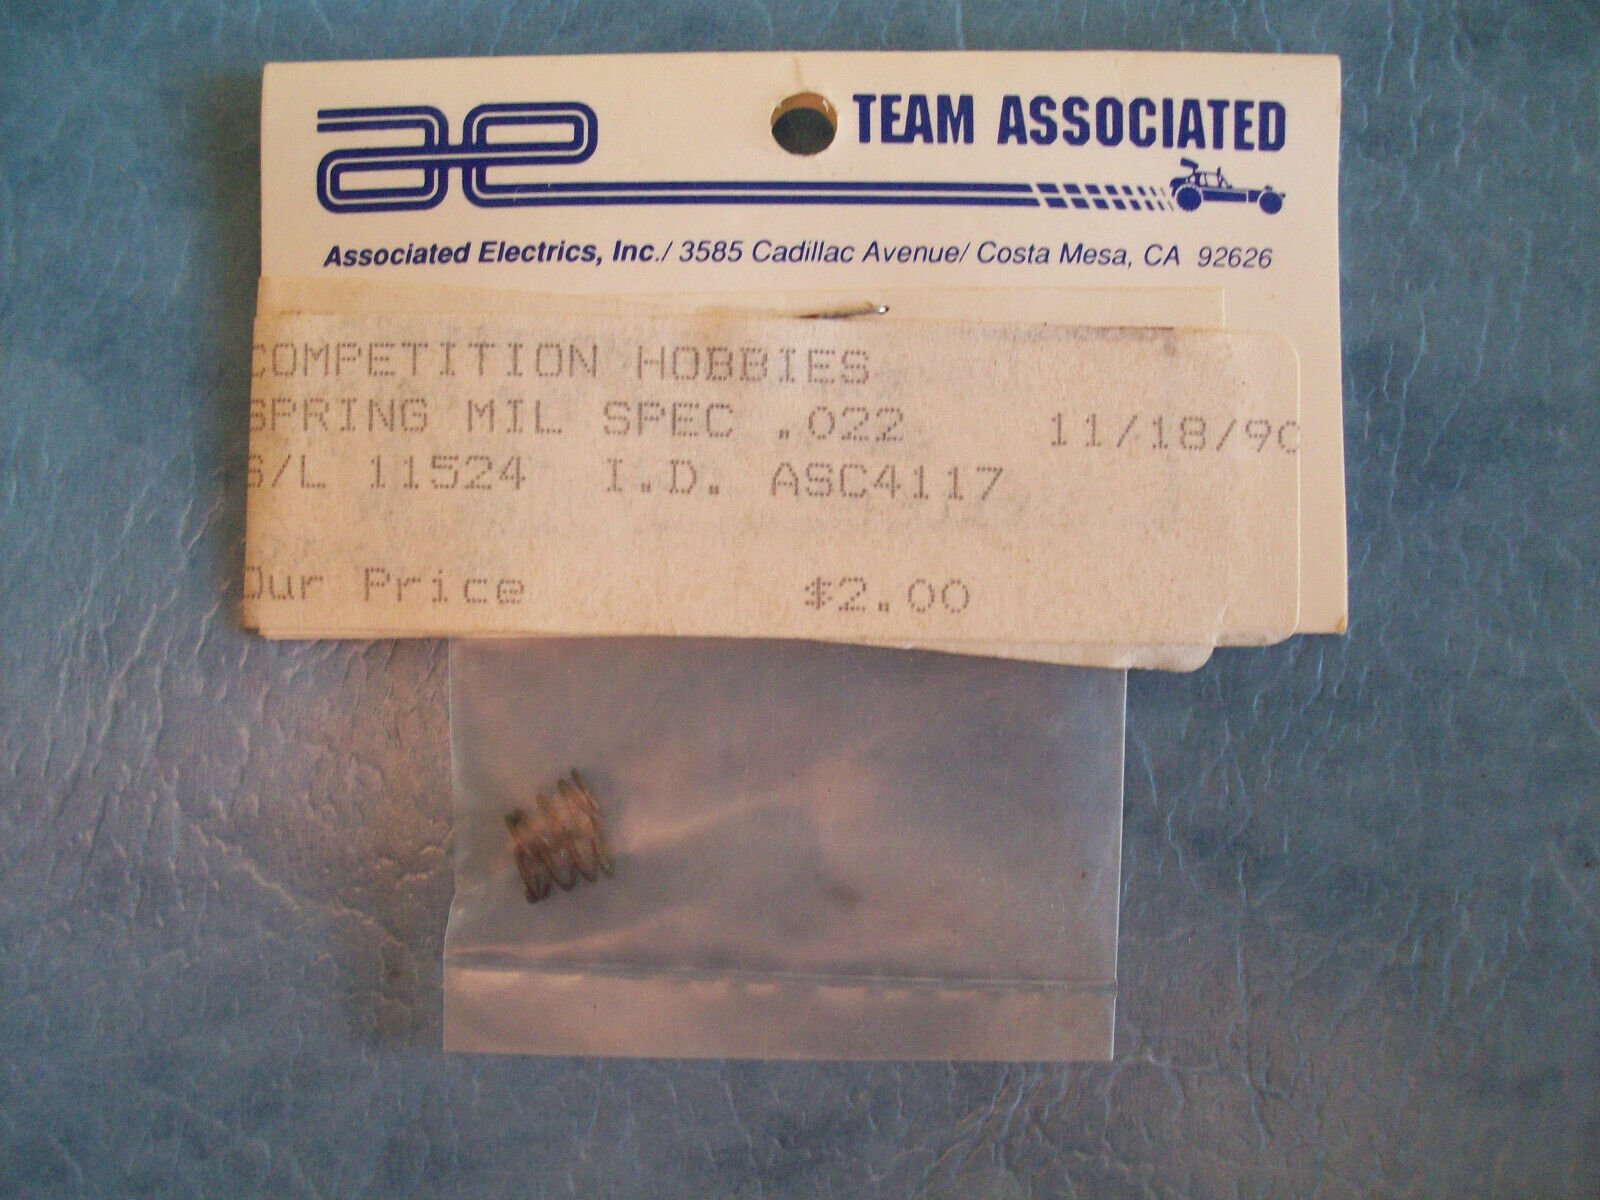 ae TEAM ASSOCIATED
Associated Electrics, Inc./ 3585 Cadillac Avenue/ Costa Mesa, CA 92626
COMPETITION HOBBIES
SPRING MIL SPEC .022 11/18/90
S/L 11524 I.D. ASC4117
Our Price $2.00